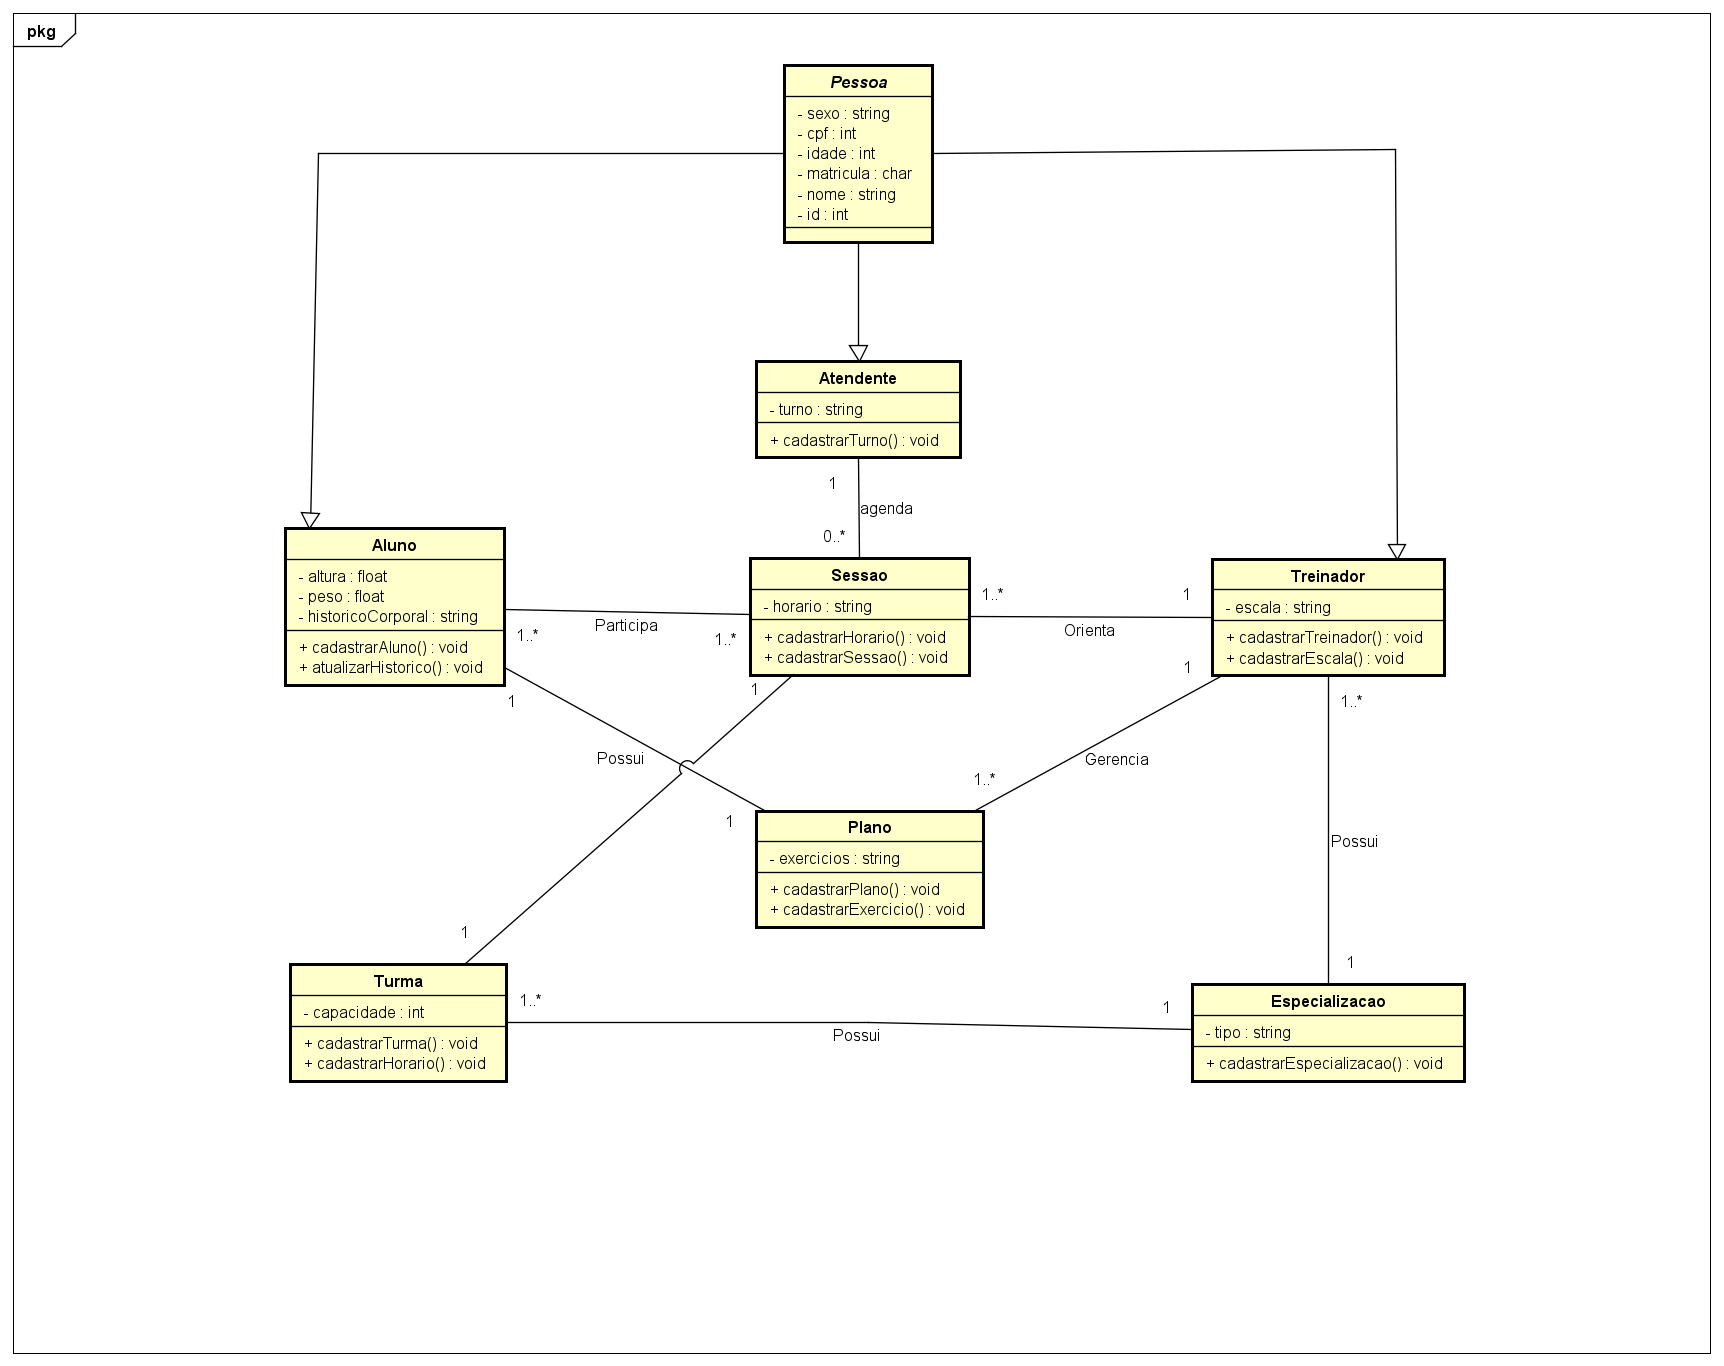 pkg
Pessoa
- sexo : string
- cpf : int
- idade : int
- matricula : char
- nome : string
- id : int
Atendente
- turno : string
+ cadastrarTurno() : void
1
agenda
0..*
Aluno
- altura : float
- peso : float
- historicoCorporal : string
+ cadastrarAluno() : void
+ atualizarHistorico() : void
1..*
Participa
1..*
Sessao
- horario : string
+ cadastrarHorario() : void
+ cadastrarSessao() : void
1..*
Orienta
1
Treinador
- escala : string
+ cadastrarTreinador() : void
+ cadastrarEscala() : void
1
1
1
1..*
Possui
Gerencia
1..*
1
Plano
- exercicios : string
+ cadastrarPlano() : void
+ cadastrarExercicio() : void
Possui
1
1
Turma
- capacidade : int
+ cadastrarTurma() : void
+ cadastrarHorario() : void
1..*
Possui
1
Especializacao
- tipo : string
+ cadastrarEspecializacao() : void